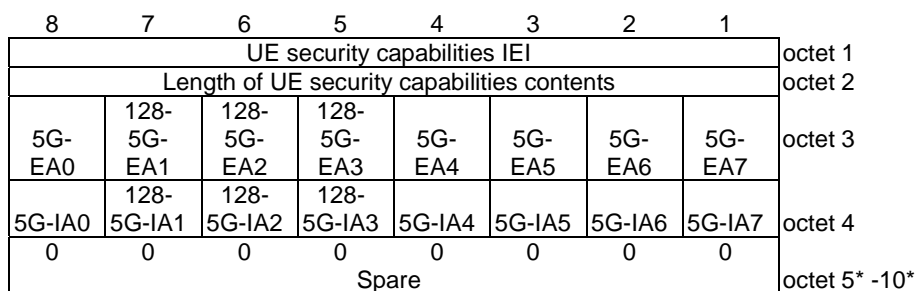 8 7 6 5 4 3 2 1
UE security capabilities IEI octet 1
Length of UE security capabilities contents octet 2
128- 128- 128-
5G- 5G- 5G- 5G- 5G- 5G- 5G- 5G- octet 3
EA0 EA1 EA2 EA3 EA4 EA5 EA6 EA7
128- 128- 128-
5G-IA0 5G-IA1 5G-IA2 5G-IA3 5G-IA4 5G-IA5 5G-IA6 5G-IA7 octet 4
0 0 0 0 0 0 0 0
Spare octet 5* -10*